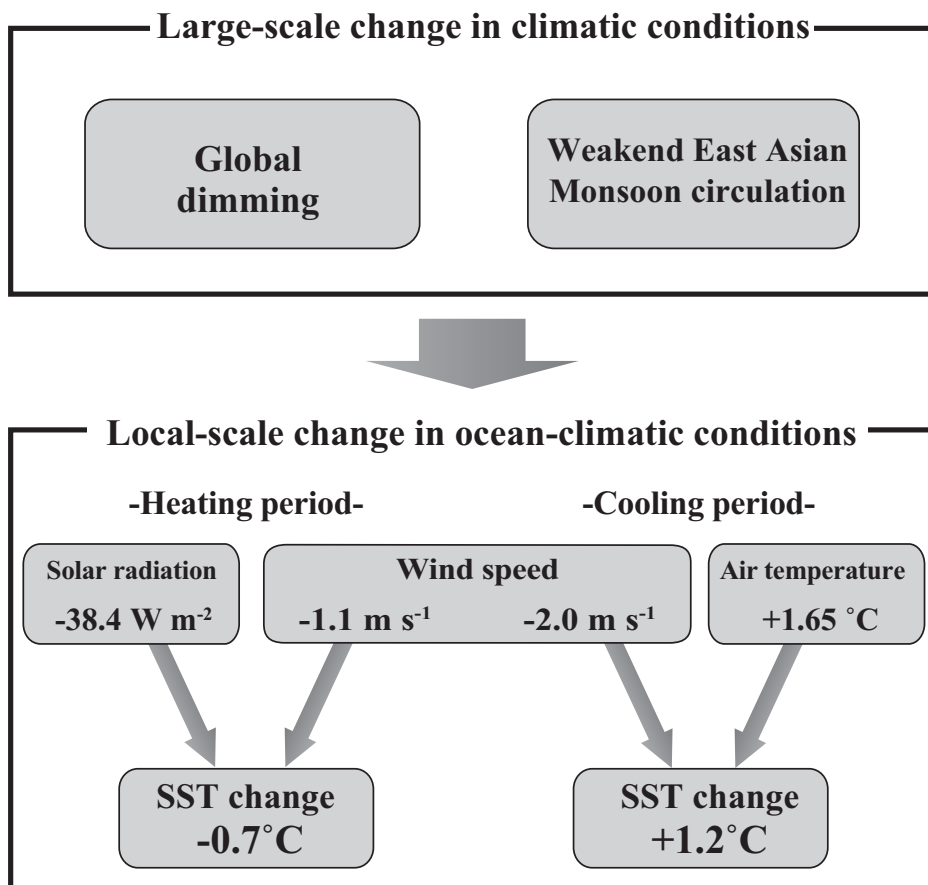 Large-scale change in climatic conditions
Global
dimming
Weakend East Asian
Monsoon circulation
Local-scale change in ocean-climatic conditions
-Heating period-
-Cooling period-
Solar radiation
-38.4 W m⁻²
Wind speed
-1.1 m s⁻¹
-2.0 m s⁻¹
Air temperature
+1.65 ˚C
SST change
-0.7˚C
SST change
+1.2˚C